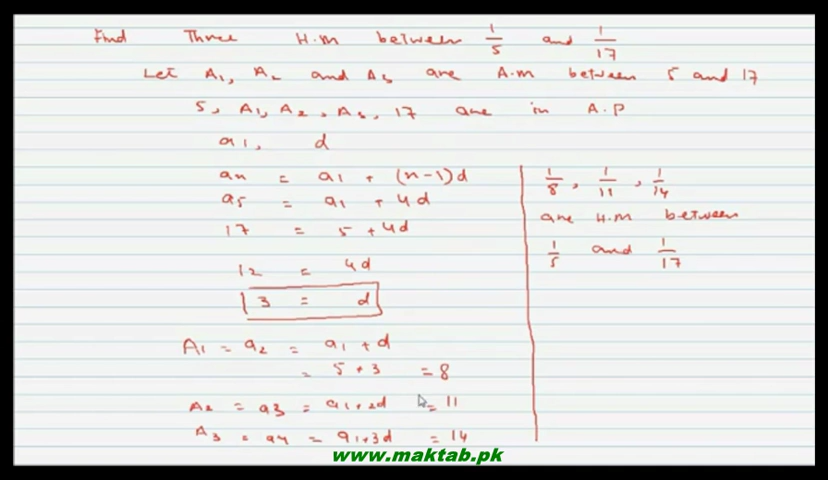 Find Three H.M between 1/5 and 1/17
Let A1, A2 and A3 are A.M between 5 and 17
5, A1, A2, A3, 17 are in A.P
a1, d
an = a1 + (n-1)d
a5 = a1 + 4d
17 = 5 + 4d
12 = 4d
3 = d
A1 = a2 = a1 + d
= 5 + 3 = 8
A2 = a3 = a1+2d = 11
A3 = a4 = a1+3d = 14
1/8, 1/11, 1/14
are H.M between
1/5 and 1/17
www.maktab.pk